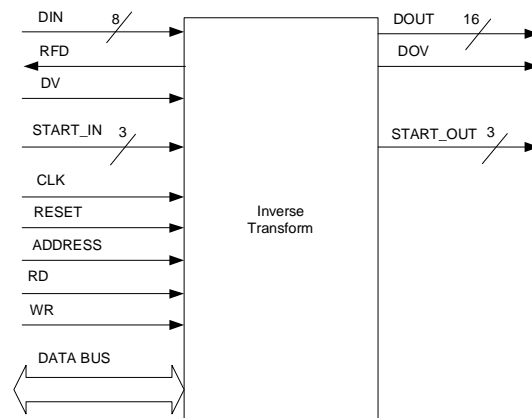 DIN 8
RFD
DV
START_IN 3
CLK
RESET
ADDRESS
RD
WR
DATA BUS
Inverse
Transform
DOUT 16
DOV
START_OUT 3